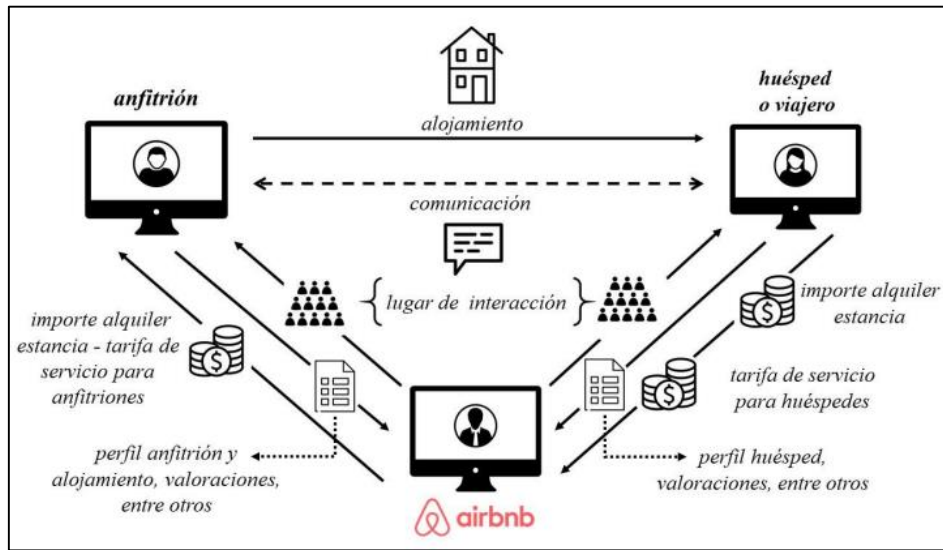 anfitrión
huésped
o viajero
alojamiento
comunicación
lugar de interacción
importe alquiler
estancia - tarifa de
servicio para
anfitriones
importe alquiler
estancia
tarifa de servicio
para huéspedes
perfil anfitrión y
alojamiento, valoraciones,
entre otros
perfil huésped,
valoraciones, entre otros
airbnb